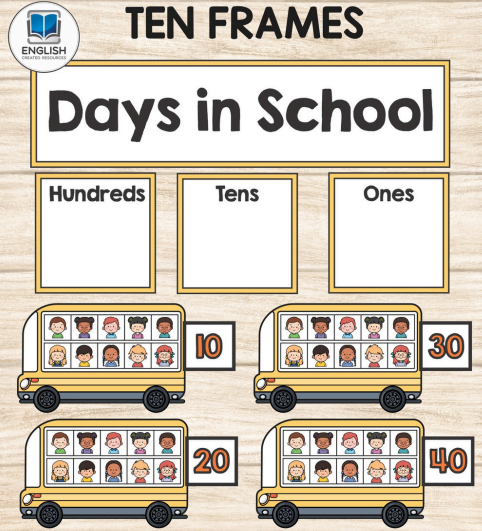 TEN FRAMES
ENGLISH
CREATED RESOURCES
Days in School
Hundreds Tens Ones
10 30
20 40